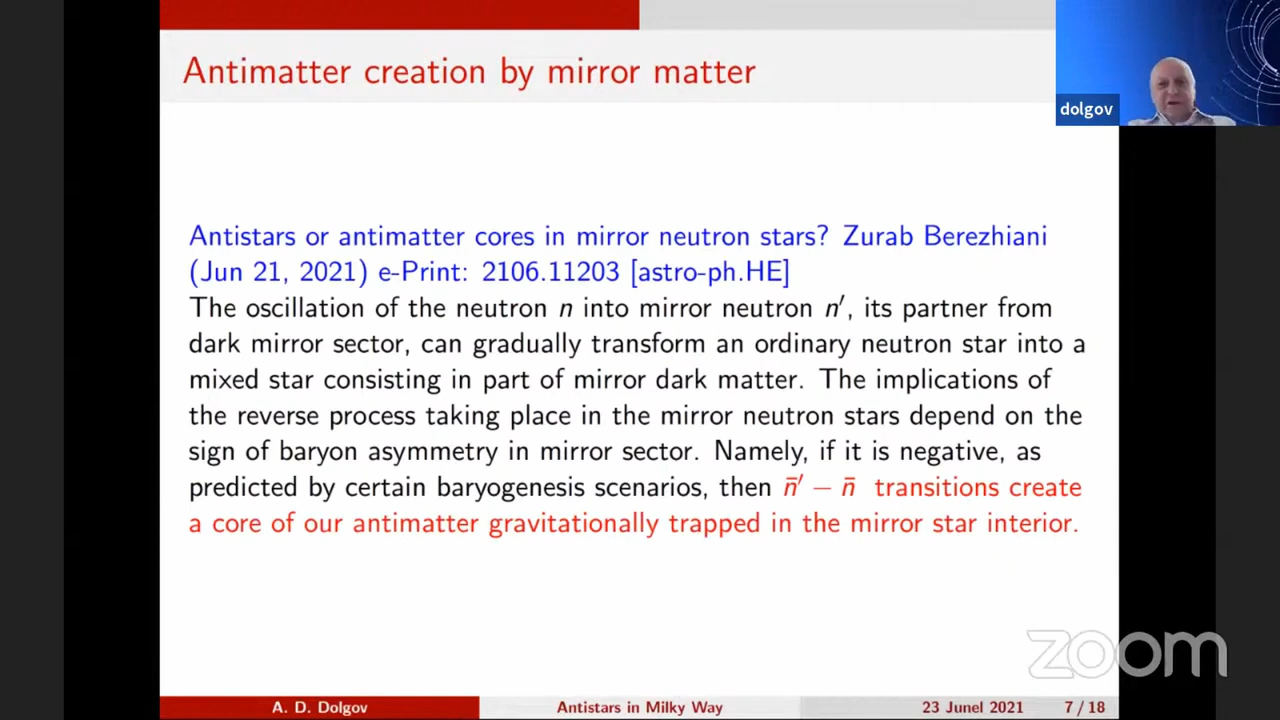 Antimatter creation by mirror matter
dolgov
Antistars or antimatter cores in mirror neutron stars? Zurab Berezhiani
(Jun 21, 2021) e-Print: 2106.11203 [astro-ph.HE]
The oscillation of the neutron n into mirror neutron n′, its partner from
dark mirror sector, can gradually transform an ordinary neutron star into a
mixed star consisting in part of mirror dark matter. The implications of
the reverse process taking place in the mirror neutron stars depend on the
sign of baryon asymmetry in mirror sector. Namely, if it is negative, as
predicted by certain baryogenesis scenarios, then n̄′ − n̄ transitions create
a core of our antimatter gravitationally trapped in the mirror star interior.
zoom
A. D. Dolgov Antistars in Milky Way 23 Junel 2021 7 / 18